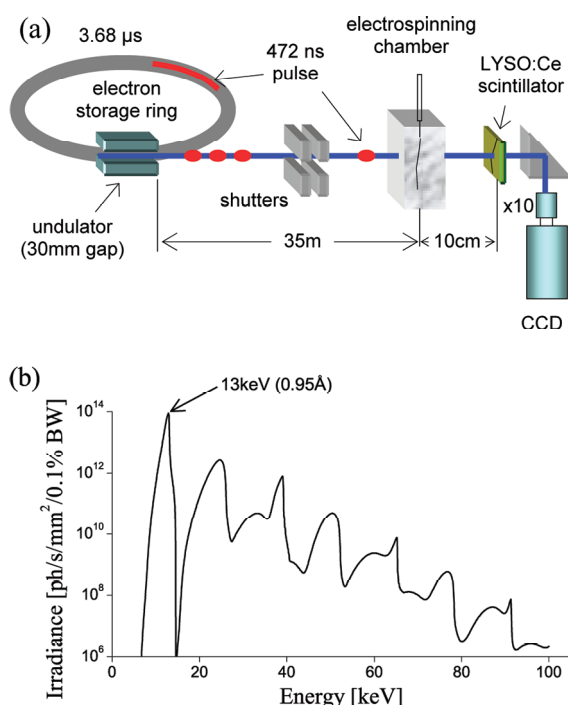 (a)
3.68 µs
472 ns
pulse
electrospinning
chamber
LYSO:Ce
scintillator
electron
storage ring
shutters
undulator
(30mm gap)
35m
10cm
x10
CCD
(b)
13keV (0.95Å)
Irradiance [ph/s/mm²/0.1% BW]
10¹⁴
10¹²
10¹⁰
10⁸
10⁶
0 20 40 60 80 100
Energy [keV]